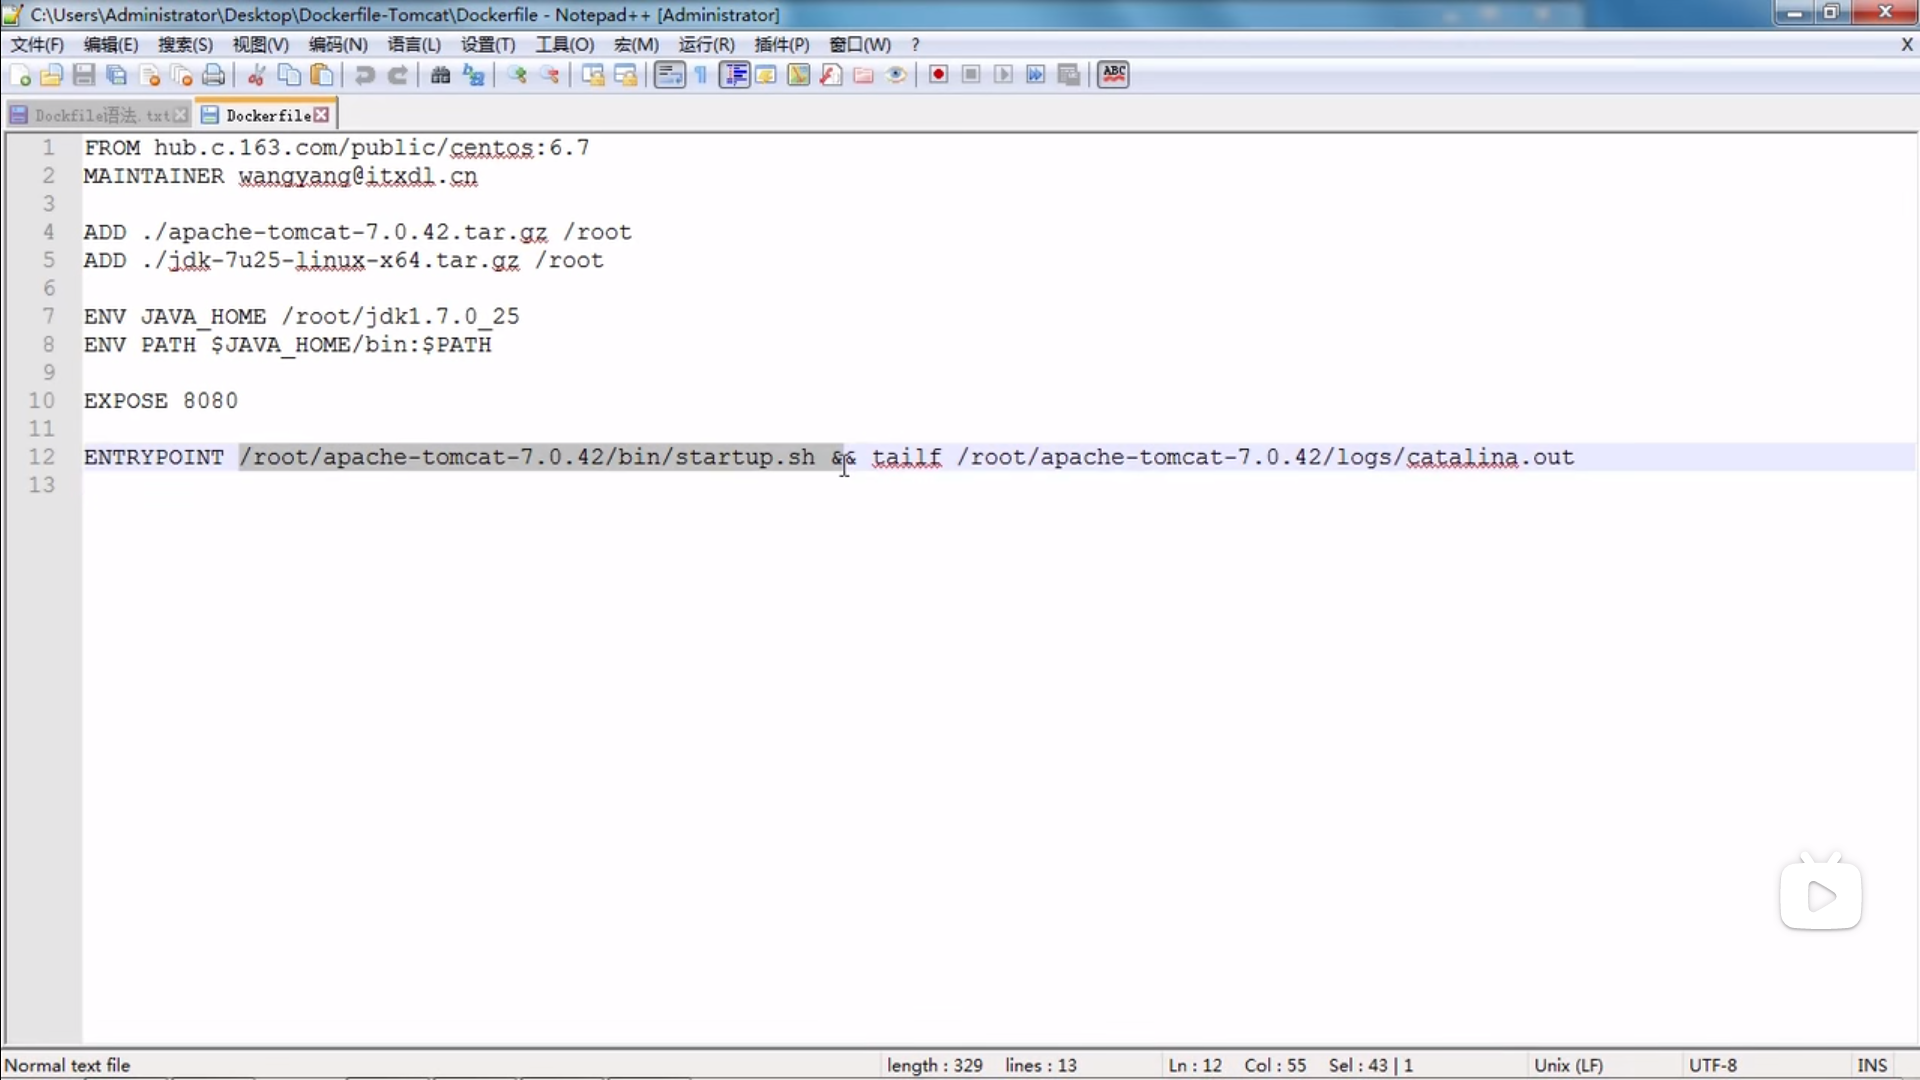 C:\Users\Administrator\Desktop\Dockerfile-Tomcat\Dockerfile - Notepad++ [Administrator]
文件(F) 编辑(E) 搜索(S) 视图(V) 编码(N) 语言(L) 设置(T) 工具(O) 宏(M) 运行(R) 插件(P) 窗口(W) ? X
ABC
Dockfile语法.txt Dockerfile
1 FROM hub.c.163.com/public/centos:6.7
2 MAINTAINER wangyang@itxdl.cn
3
4 ADD ./apache-tomcat-7.0.42.tar.gz /root
5 ADD ./jdk-7u25-linux-x64.tar.gz /root
6
7 ENV JAVA_HOME /root/jdk1.7.0_25
8 ENV PATH $JAVA_HOME/bin:$PATH
9
10 EXPOSE 8080
11
12 ENTRYPOINT /root/apache-tomcat-7.0.42/bin/startup.sh && tailf /root/apache-tomcat-7.0.42/logs/catalina.out
13
Normal text file length : 329 lines : 13 Ln : 12 Col : 55 Sel : 43 | 1 Unix (LF) UTF-8 INS